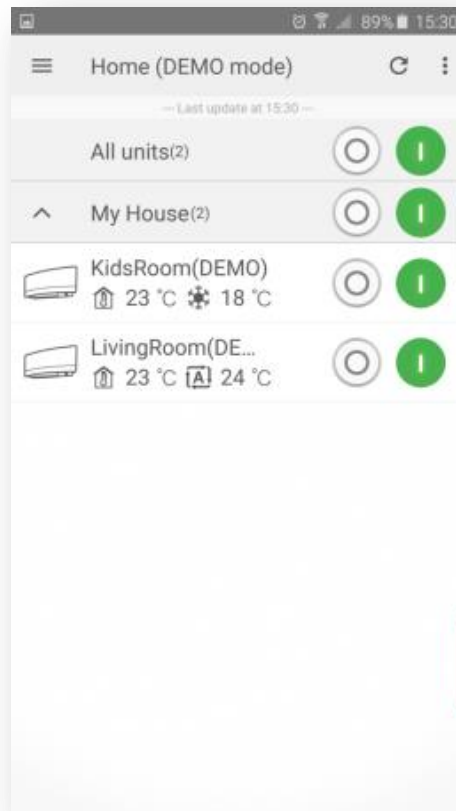 89% 15:30
Home (DEMO mode)
--- Last update at 15:30 ---
All units(2)
My House(2)
KidsRoom(DEMO)
23 °C 18 °C
LivingRoom(DE...
23 °C A 24 °C